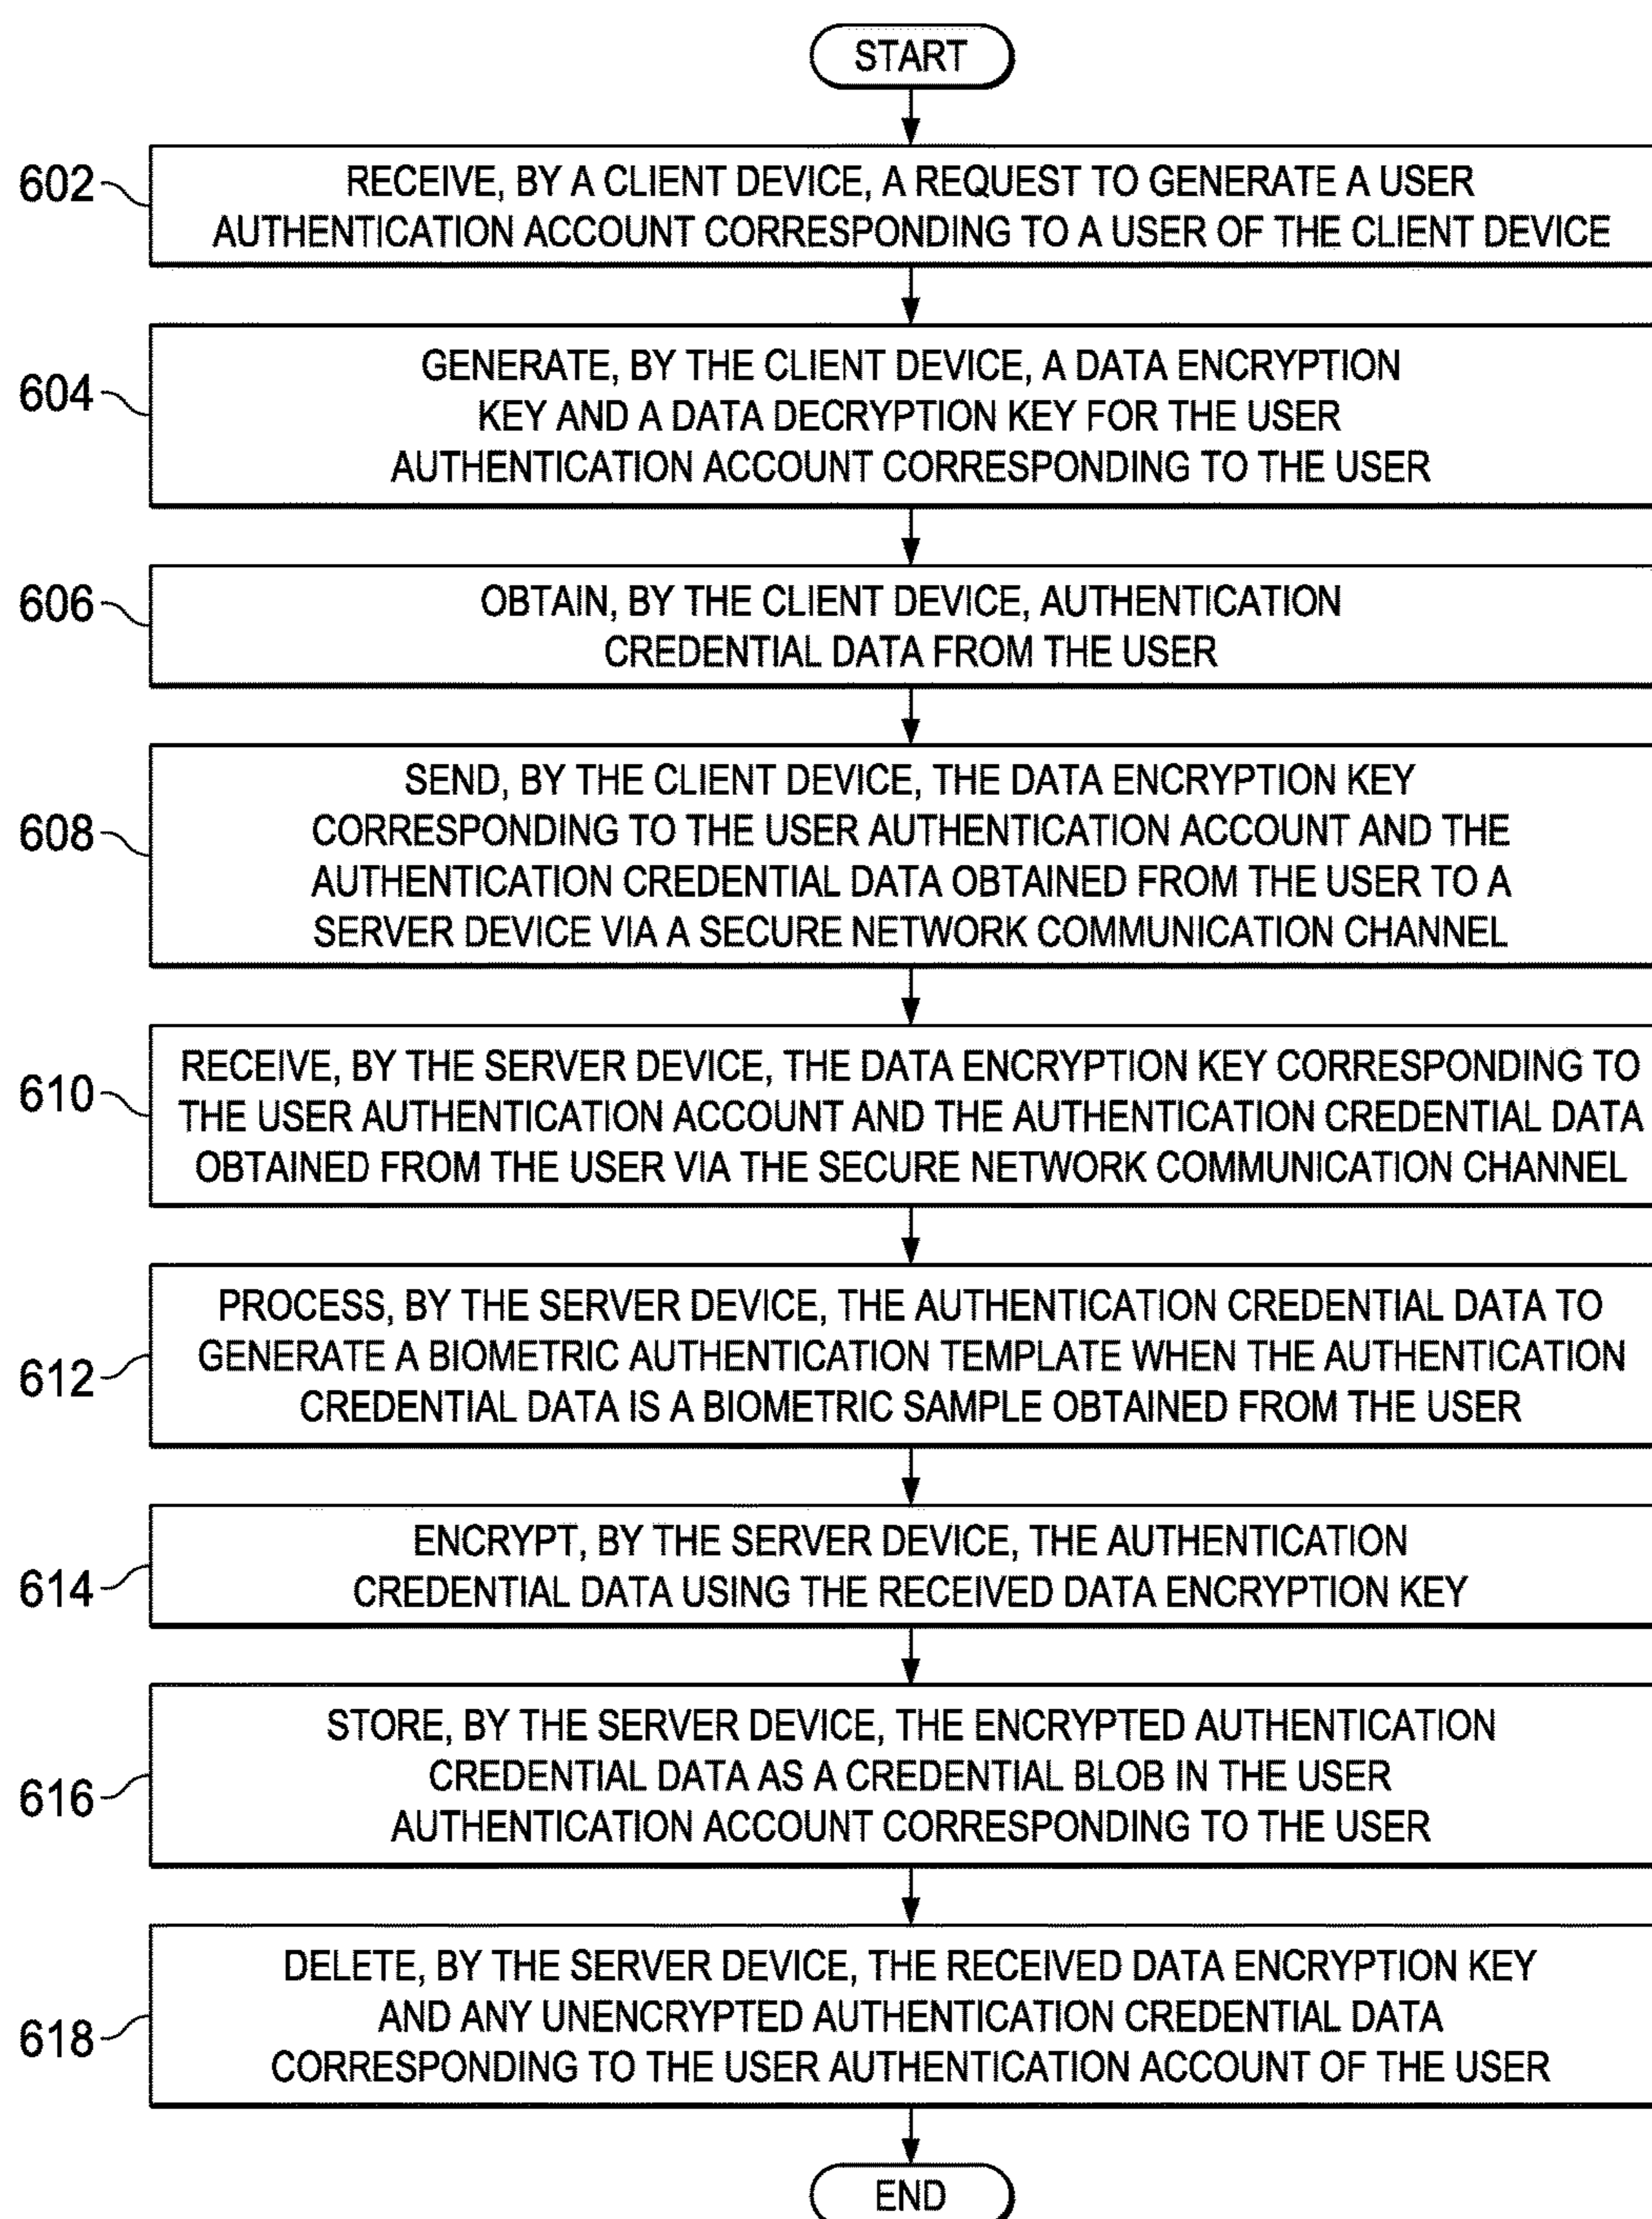 START
602
RECEIVE, BY A CLIENT DEVICE, A REQUEST TO GENERATE A USER
AUTHENTICATION ACCOUNT CORRESPONDING TO A USER OF THE CLIENT DEVICE
604
GENERATE, BY THE CLIENT DEVICE, A DATA ENCRYPTION
KEY AND A DATA DECRYPTION KEY FOR THE USER
AUTHENTICATION ACCOUNT CORRESPONDING TO THE USER
606
OBTAIN, BY THE CLIENT DEVICE, AUTHENTICATION
CREDENTIAL DATA FROM THE USER
608
SEND, BY THE CLIENT DEVICE, THE DATA ENCRYPTION KEY
CORRESPONDING TO THE USER AUTHENTICATION ACCOUNT AND THE
AUTHENTICATION CREDENTIAL DATA OBTAINED FROM THE USER TO A
SERVER DEVICE VIA A SECURE NETWORK COMMUNICATION CHANNEL
610
RECEIVE, BY THE SERVER DEVICE, THE DATA ENCRYPTION KEY CORRESPONDING TO
THE USER AUTHENTICATION ACCOUNT AND THE AUTHENTICATION CREDENTIAL DATA
OBTAINED FROM THE USER VIA THE SECURE NETWORK COMMUNICATION CHANNEL
612
PROCESS, BY THE SERVER DEVICE, THE AUTHENTICATION CREDENTIAL DATA TO
GENERATE A BIOMETRIC AUTHENTICATION TEMPLATE WHEN THE AUTHENTICATION
CREDENTIAL DATA IS A BIOMETRIC SAMPLE OBTAINED FROM THE USER
614
ENCRYPT, BY THE SERVER DEVICE, THE AUTHENTICATION
CREDENTIAL DATA USING THE RECEIVED DATA ENCRYPTION KEY
616
STORE, BY THE SERVER DEVICE, THE ENCRYPTED AUTHENTICATION
CREDENTIAL DATA AS A CREDENTIAL BLOB IN THE USER
AUTHENTICATION ACCOUNT CORRESPONDING TO THE USER
618
DELETE, BY THE SERVER DEVICE, THE RECEIVED DATA ENCRYPTION KEY
AND ANY UNENCRYPTED AUTHENTICATION CREDENTIAL DATA
CORRESPONDING TO THE USER AUTHENTICATION ACCOUNT OF THE USER
END